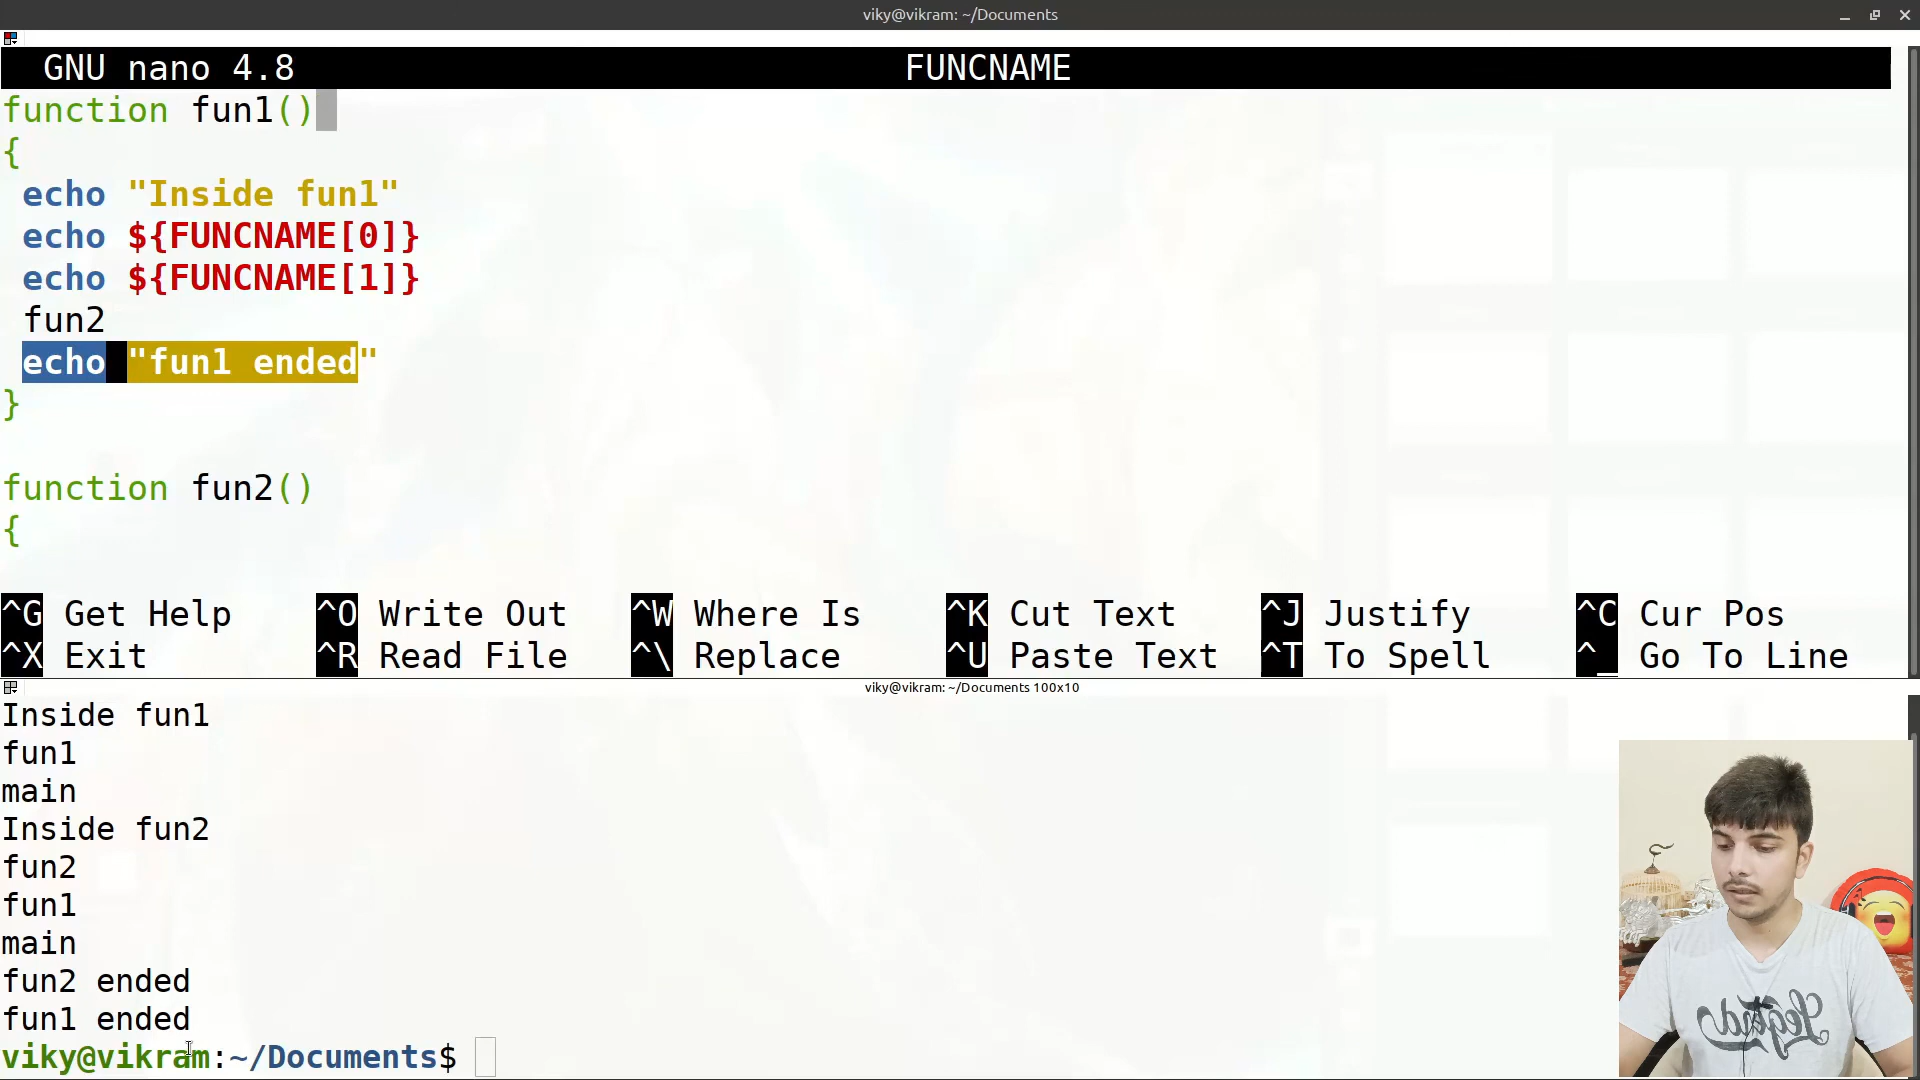 viky@vikram: ~/Documents
GNU nano 4.8 FUNCNAME
function fun1()
{
echo "Inside fun1"
echo ${FUNCNAME[0]}
echo ${FUNCNAME[1]}
fun2
echo "fun1 ended"
}
function fun2()
{
^G Get Help ^O Write Out ^W Where Is ^K Cut Text ^J Justify ^C Cur Pos
^X Exit ^R Read File ^\ Replace ^U Paste Text ^T To Spell ^_ Go To Line
viky@vikram: ~/Documents 100x10
Inside fun1
fun1
main
Inside fun2
fun2
fun1
main
fun2 ended
fun1 ended
viky@vikram:~/Documents$